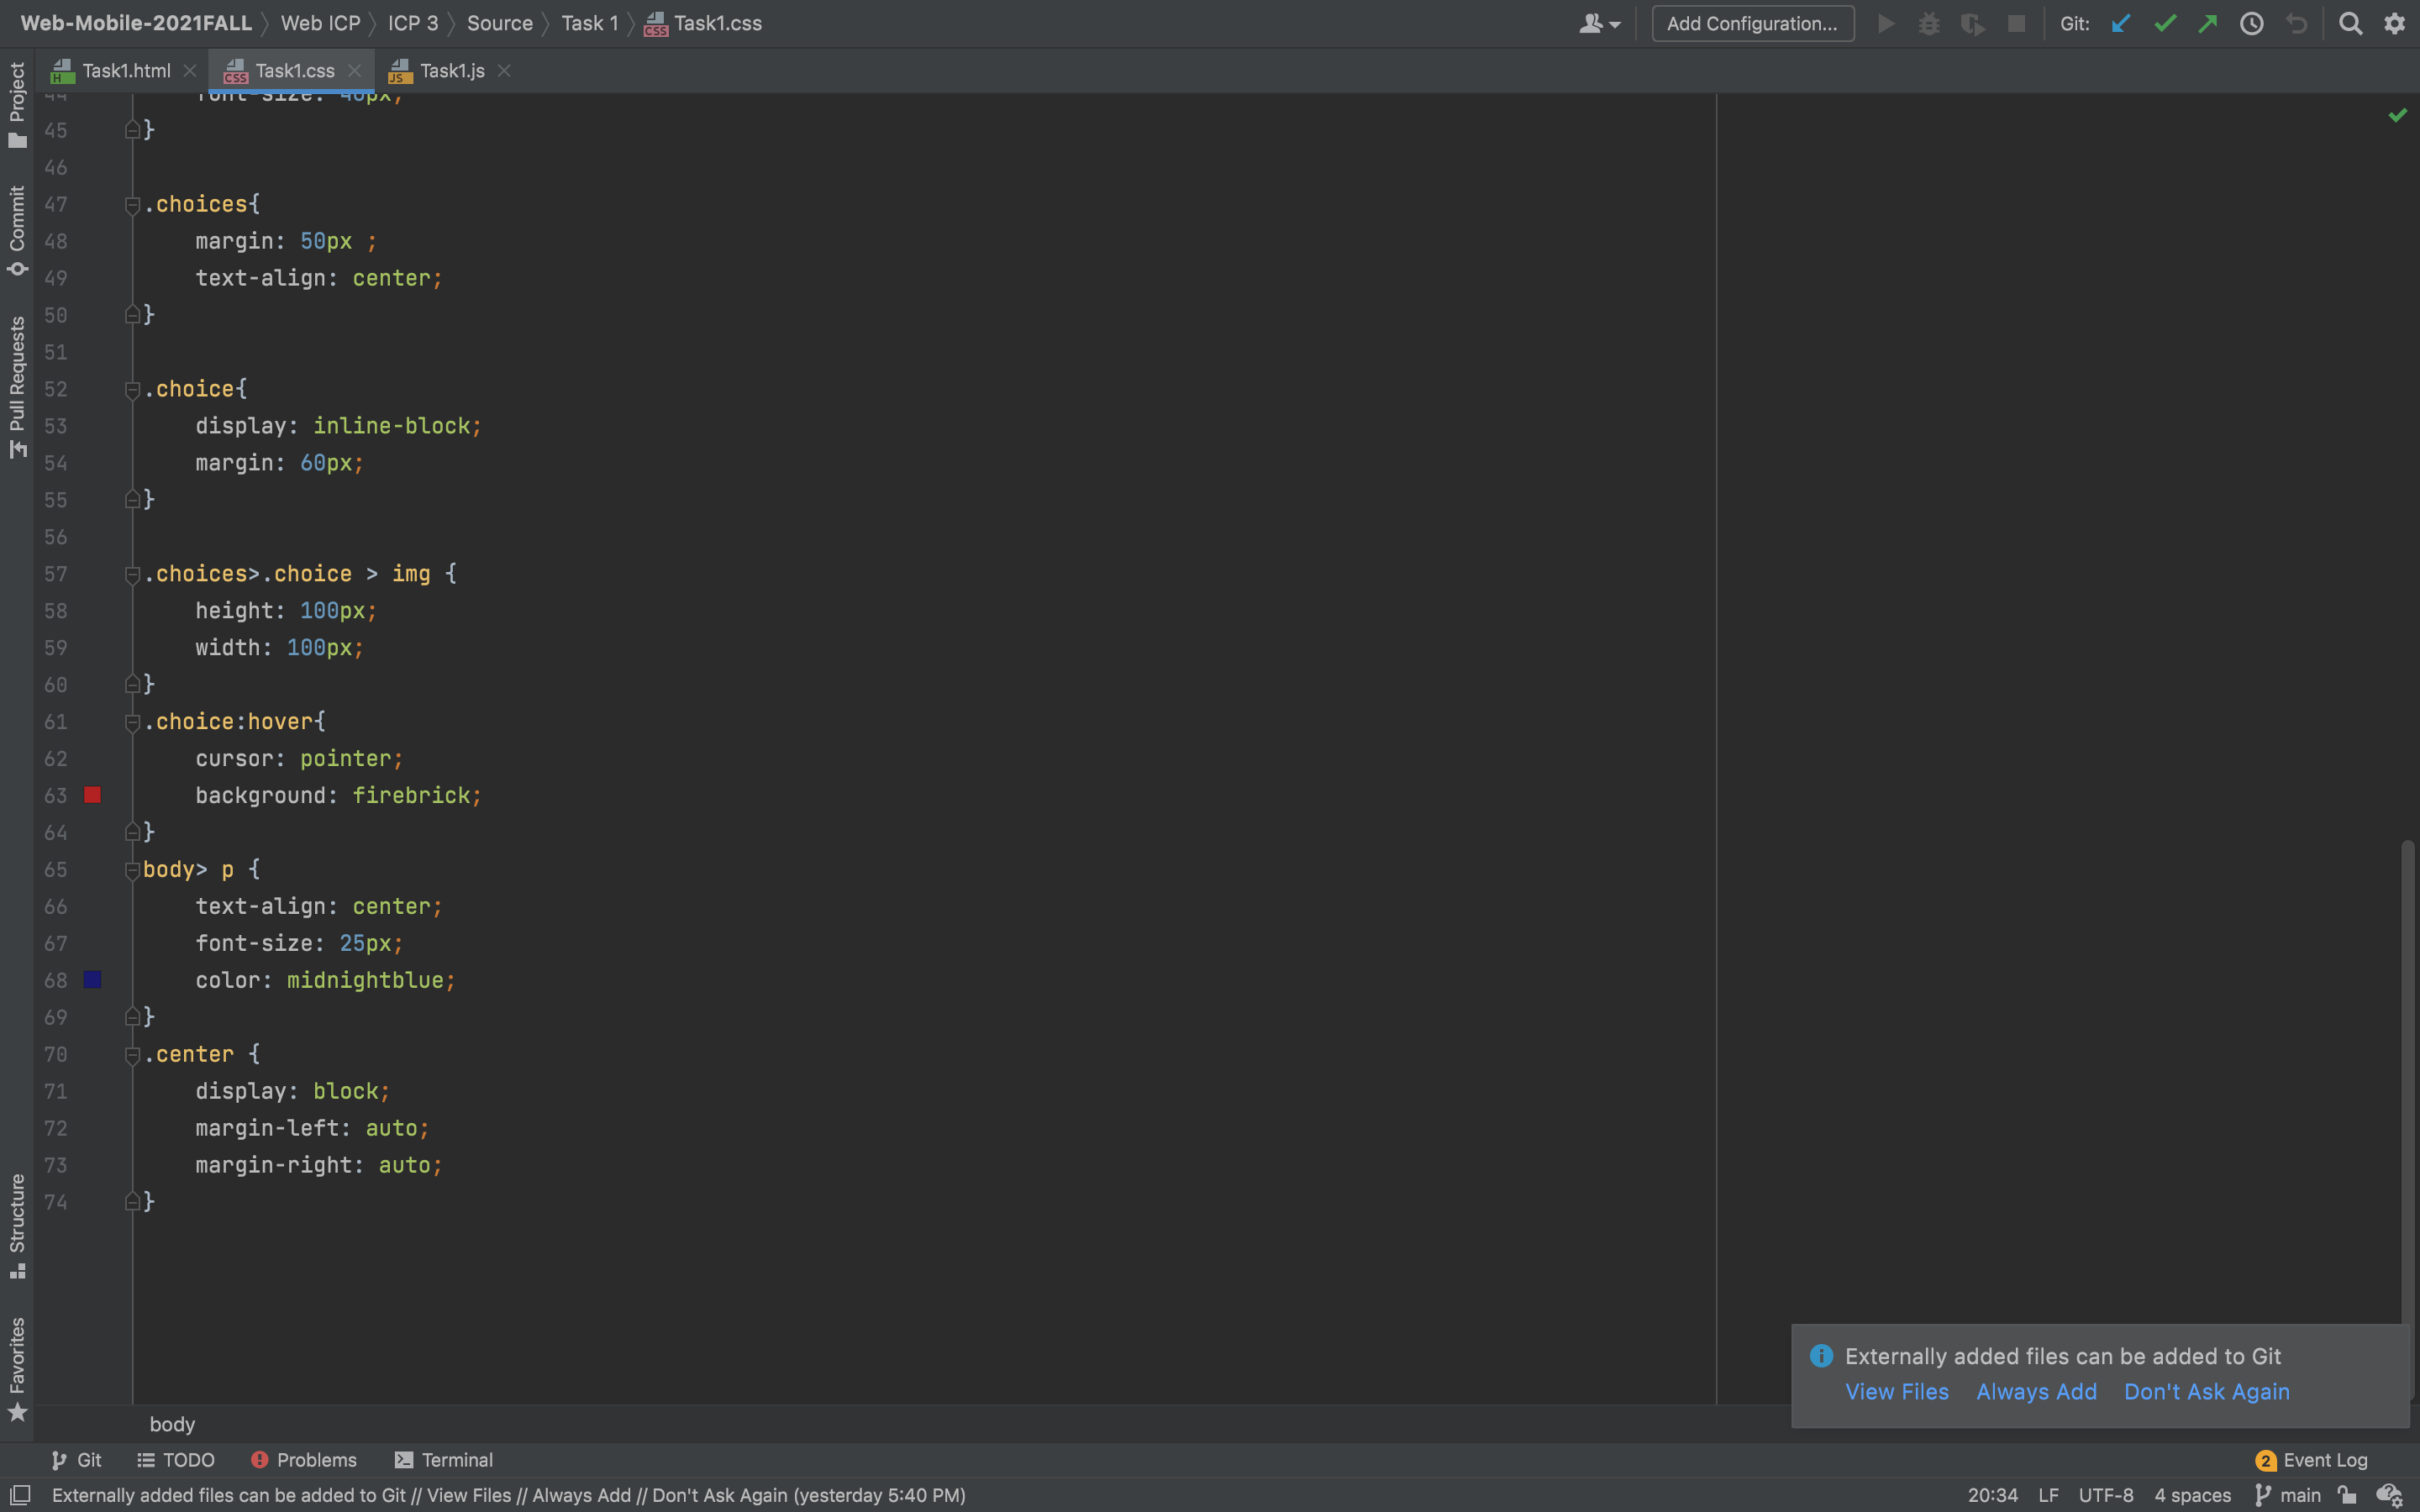 Web-Mobile-2021FALL Web ICP ICP 3 Source Task 1 Task1.css
Add Configuration... Git:
Task1.html Task1.css Task1.js
Project
Commit
Pull Requests
Structure
Favorites
44 font-size: 40px;
45 }
46
47 .choices{
48 margin: 50px ;
49 text-align: center;
50 }
51
52 .choice{
53 display: inline-block;
54 margin: 60px;
55 }
56
57 .choices>.choice > img {
58 height: 100px;
59 width: 100px;
60 }
61 .choice:hover{
62 cursor: pointer;
63 background: firebrick;
64 }
65 body> p {
66 text-align: center;
67 font-size: 25px;
68 color: midnightblue;
69 }
70 .center {
71 display: block;
72 margin-left: auto;
73 margin-right: auto;
74 }
Externally added files can be added to Git
View Files Always Add Don't Ask Again
body
Git TODO Problems Terminal 2 Event Log
Externally added files can be added to Git // View Files // Always Add // Don't Ask Again (yesterday 5:40 PM) 20:34 LF UTF-8 4 spaces main